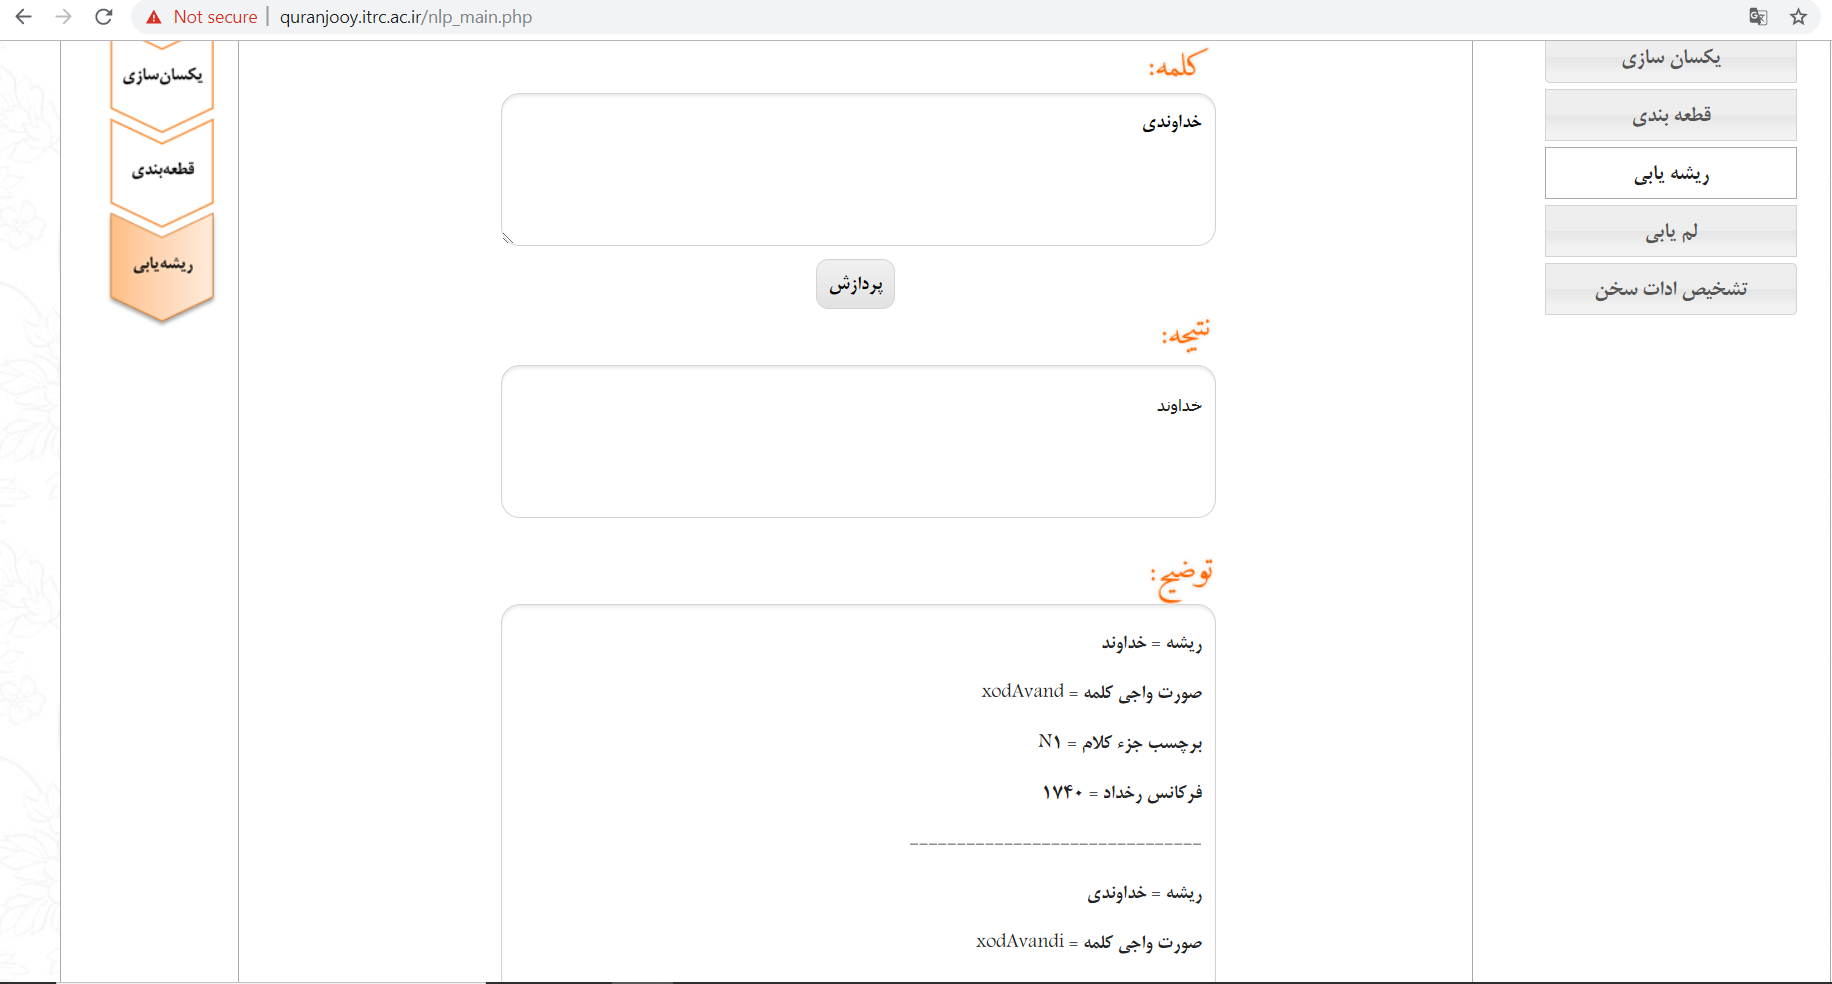 Not secure | quranjooy.itrc.ac.ir/nlp_main.php
یکسان سازی
قطعه بندی
ریشه یابی
لم یابی
تشخیص ادات سخن
کلمه:
خداوندی
پردازش
نتیجه:
خداوند
توضیح:
ریشه = خداوند
صورت واجی کلمه = xodAvand
برچسب جزء کلام = N۱
فرکانس رخداد = ۱۷۴۰
-------------------------------
ریشه = خداوندی
صورت واجی کلمه = xodAvandi
یکسان‌سازی
قطعه‌بندی
ریشه‌یابی